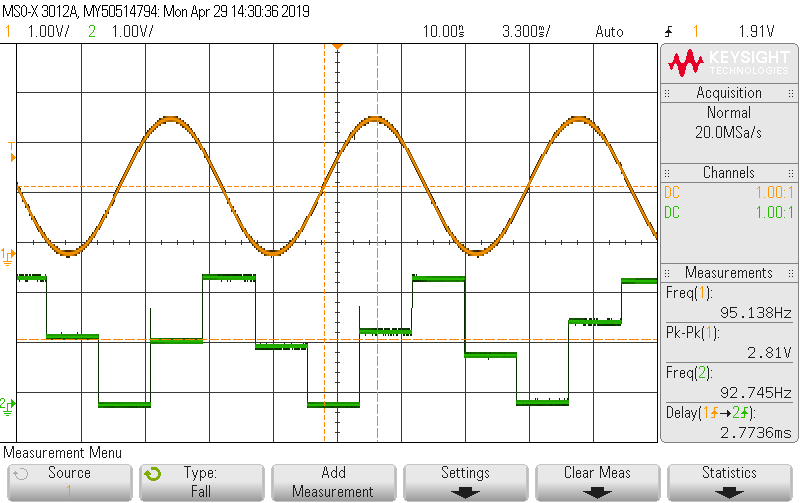 MSO-X 3012A, MY50514794: Mon Apr 29 14:30:36 2019
1 1.00V/ 2 1.00V/ 10.00s 3.300s/ Auto 1 1.91V
KEYSIGHT
TECHNOLOGIES
Acquisition
Normal
20.0MSa/s
Channels
DC 1.00:1
DC 1.00:1
Measurements
Freq(1):
95.138Hz
Pk-Pk(1):
2.81V
Freq(2):
92.745Hz
Delay(1→2):
2.7736ms
T
1
2
Measurement Menu
Source
1
Type:
Fall
Add
Measurement
Settings
Clear Meas
Statistics